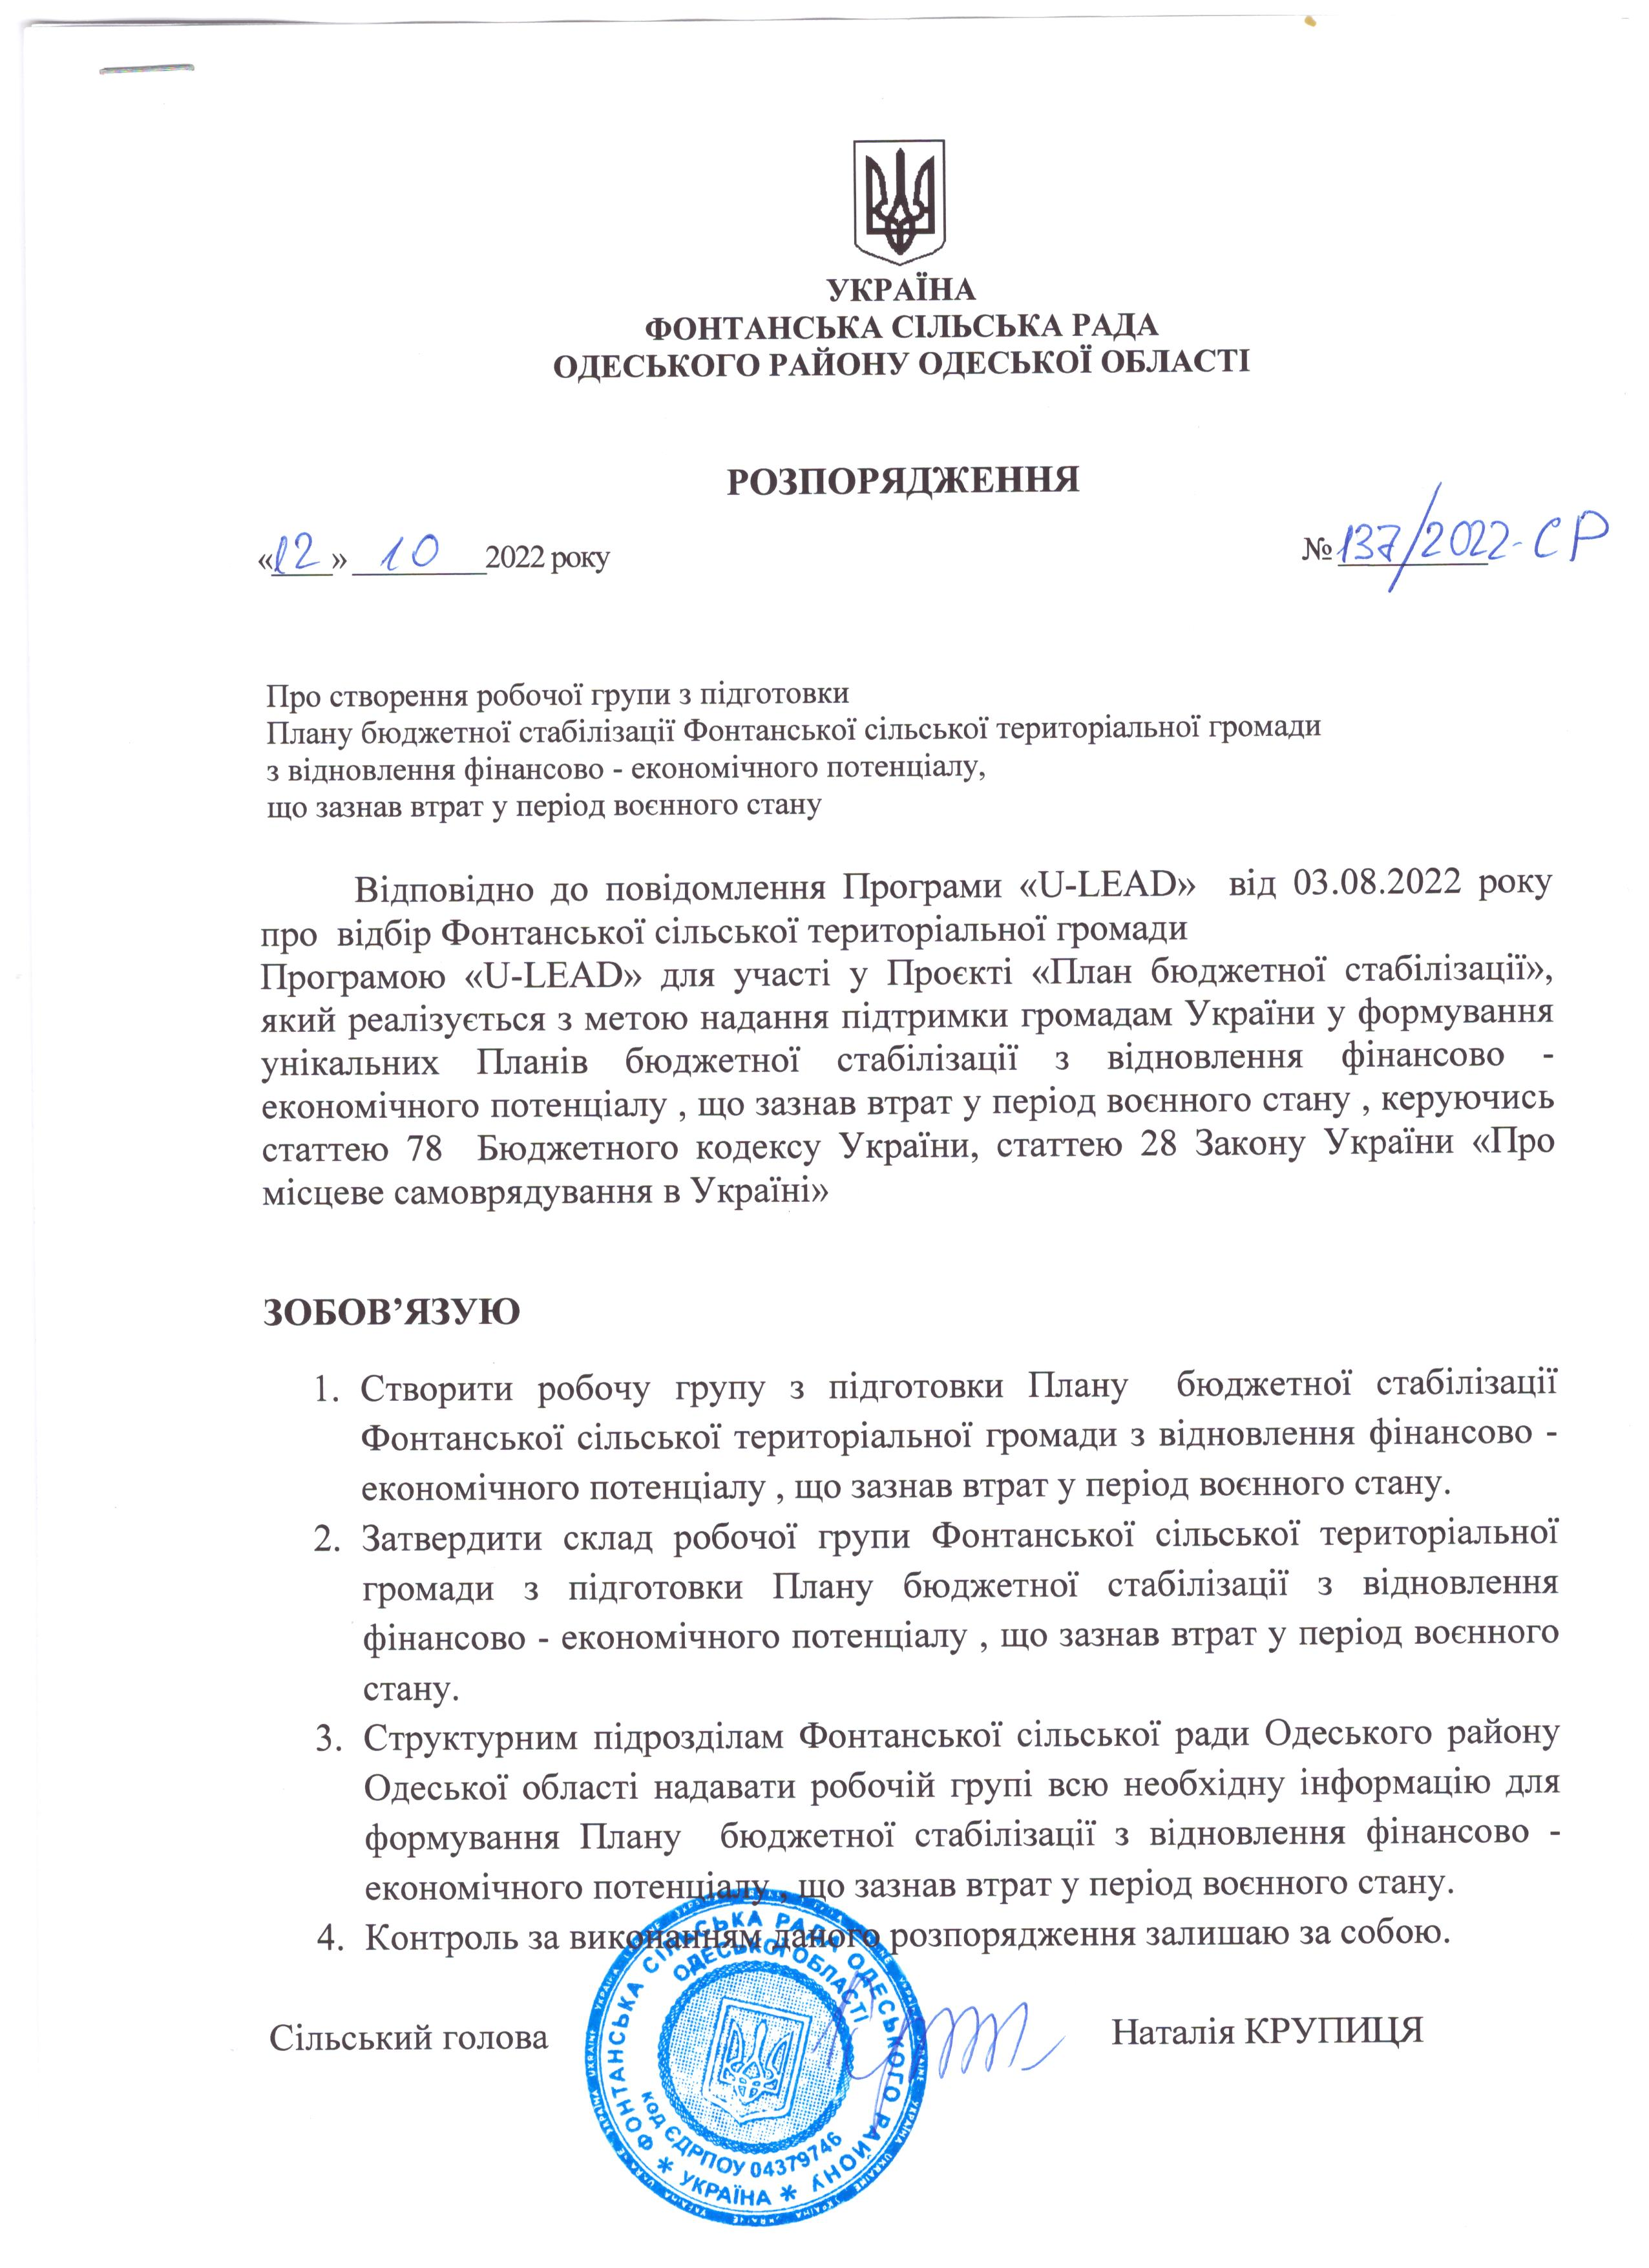 УКРАЇНА
ФОНТАНСЬКА СІЛЬСЬКА РАДА
ОДЕСЬКОГО РАЙОНУ ОДЕСЬКОЇ ОБЛАСТІ
РОЗПОРЯДЖЕННЯ
«12» 10 2022 року № 137/2022-СР
Про створення робочої групи з підготовки
Плану бюджетної стабілізації Фонтанської сільської територіальної громади
з відновлення фінансово - економічного потенціалу,
що зазнав втрат у період воєнного стану
Відповідно до повідомлення Програми «U-LEAD» від 03.08.2022 року
про відбір Фонтанської сільської територіальної громади
Програмою «U-LEAD» для участі у Проєкті «План бюджетної стабілізації»,
який реалізується з метою надання підтримки громадам України у формування
унікальних Планів бюджетної стабілізації з відновлення фінансово -
економічного потенціалу , що зазнав втрат у період воєнного стану , керуючись
статтею 78 Бюджетного кодексу України, статтею 28 Закону України «Про
місцеве самоврядування в Україні»
ЗОБОВ’ЯЗУЮ
1. Створити робочу групу з підготовки Плану бюджетної стабілізації
Фонтанської сільської територіальної громади з відновлення фінансово -
економічного потенціалу , що зазнав втрат у період воєнного стану.
2. Затвердити склад робочої групи Фонтанської сільської територіальної
громади з підготовки Плану бюджетної стабілізації з відновлення
фінансово - економічного потенціалу , що зазнав втрат у період воєнного
стану.
3. Структурним підрозділам Фонтанської сільської ради Одеського району
Одеської області надавати робочій групі всю необхідну інформацію для
формування Плану бюджетної стабілізації з відновлення фінансово -
економічного потенціалу , що зазнав втрат у період воєнного стану.
4. Контроль за виконанням даного розпорядження залишаю за собою.
Сільський голова Наталія КРУПИЦЯ
ФОНТАНСЬКА СІЛЬСЬКА РАДА ОДЕСЬКОГО РАЙОНУ
ОДЕСЬКОЇ ОБЛАСТІ
код ЄДРПОУ 04379746
* УКРАЇНА *